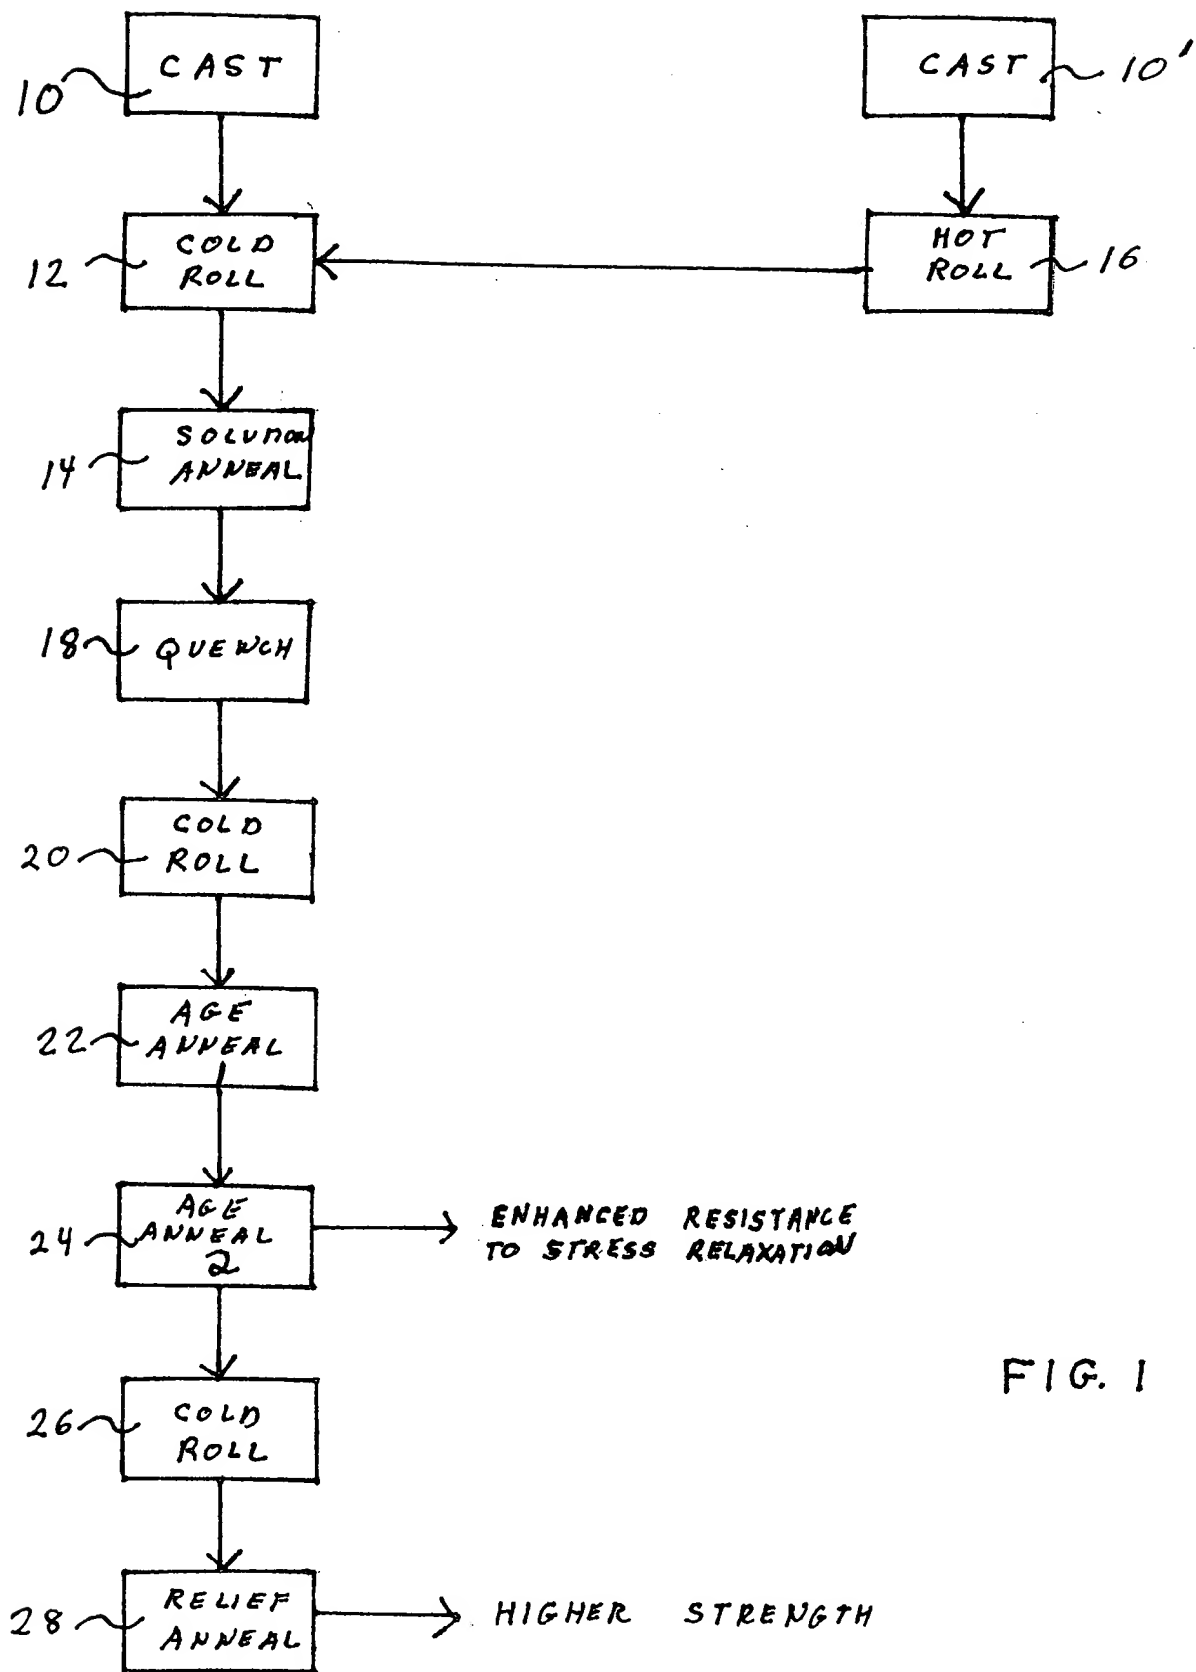 CAST
10
CAST
10'
COLD
ROLL
12
HOT
ROLL
16
SOLUTION
ANNEAL
14
QUENCH
18
COLD
ROLL
20
AGE
ANNEAL
1
22
AGE
ANNEAL
2
24
ENHANCED RESISTANCE
TO STRESS RELAXATION
COLD
ROLL
26
FIG. 1
RELIEF
ANNEAL
28
HIGHER STRENGTH